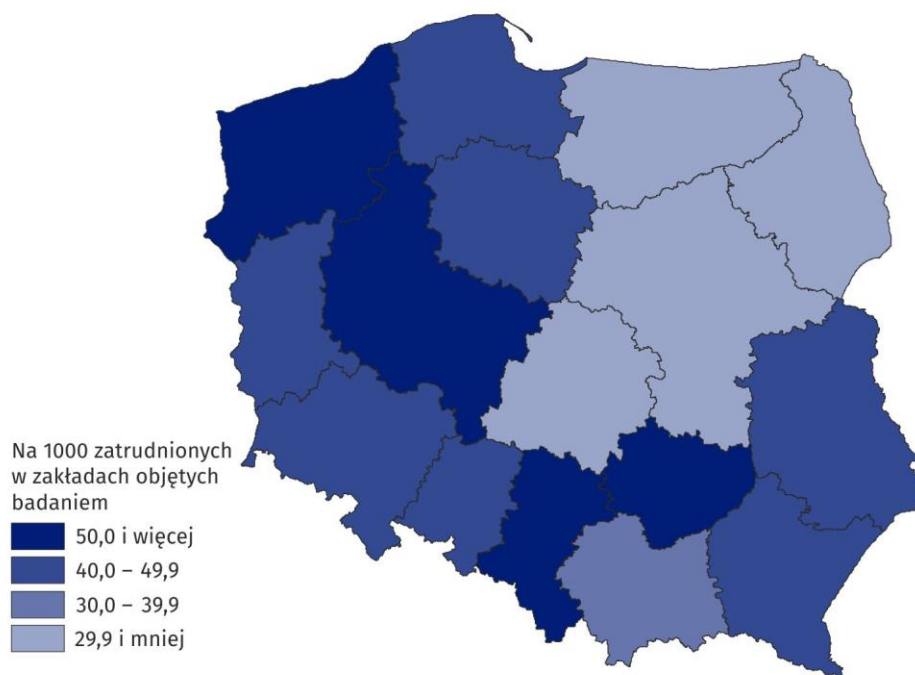 Na 1000 zatrudnionych
w zakładach objętych
badaniem
50,0 i więcej
40,0 – 49,9
30,0 – 39,9
29,9 i mniej